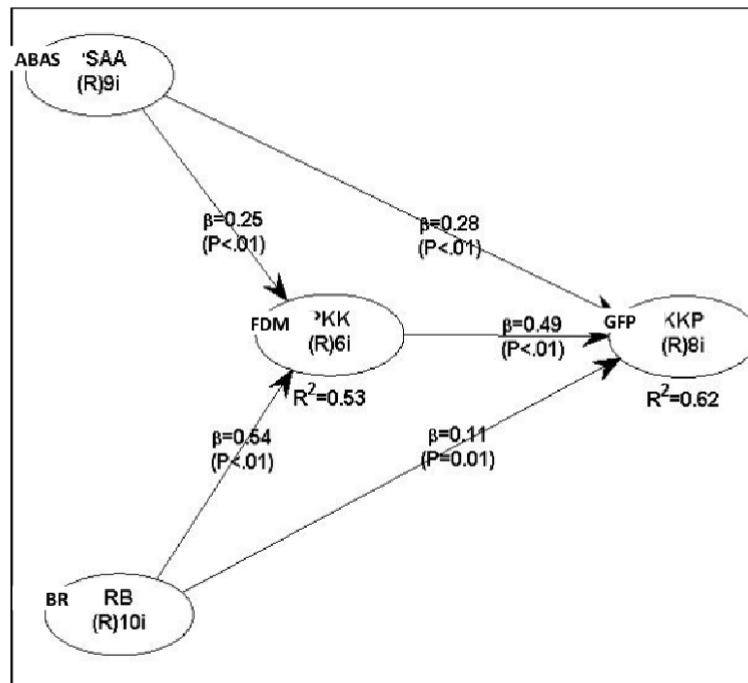 ABAS
'SAA
(R)9i
β=0.25
(P<.01)
β=0.28
(P<.01)
FDM
PKK
(R)6i
R²=0.53
β=0.49
(P<.01)
GFP
KKP
(R)8i
R²=0.62
β=0.54
(P<.01)
β=0.11
(P=0.01)
BR
RB
(R)10i